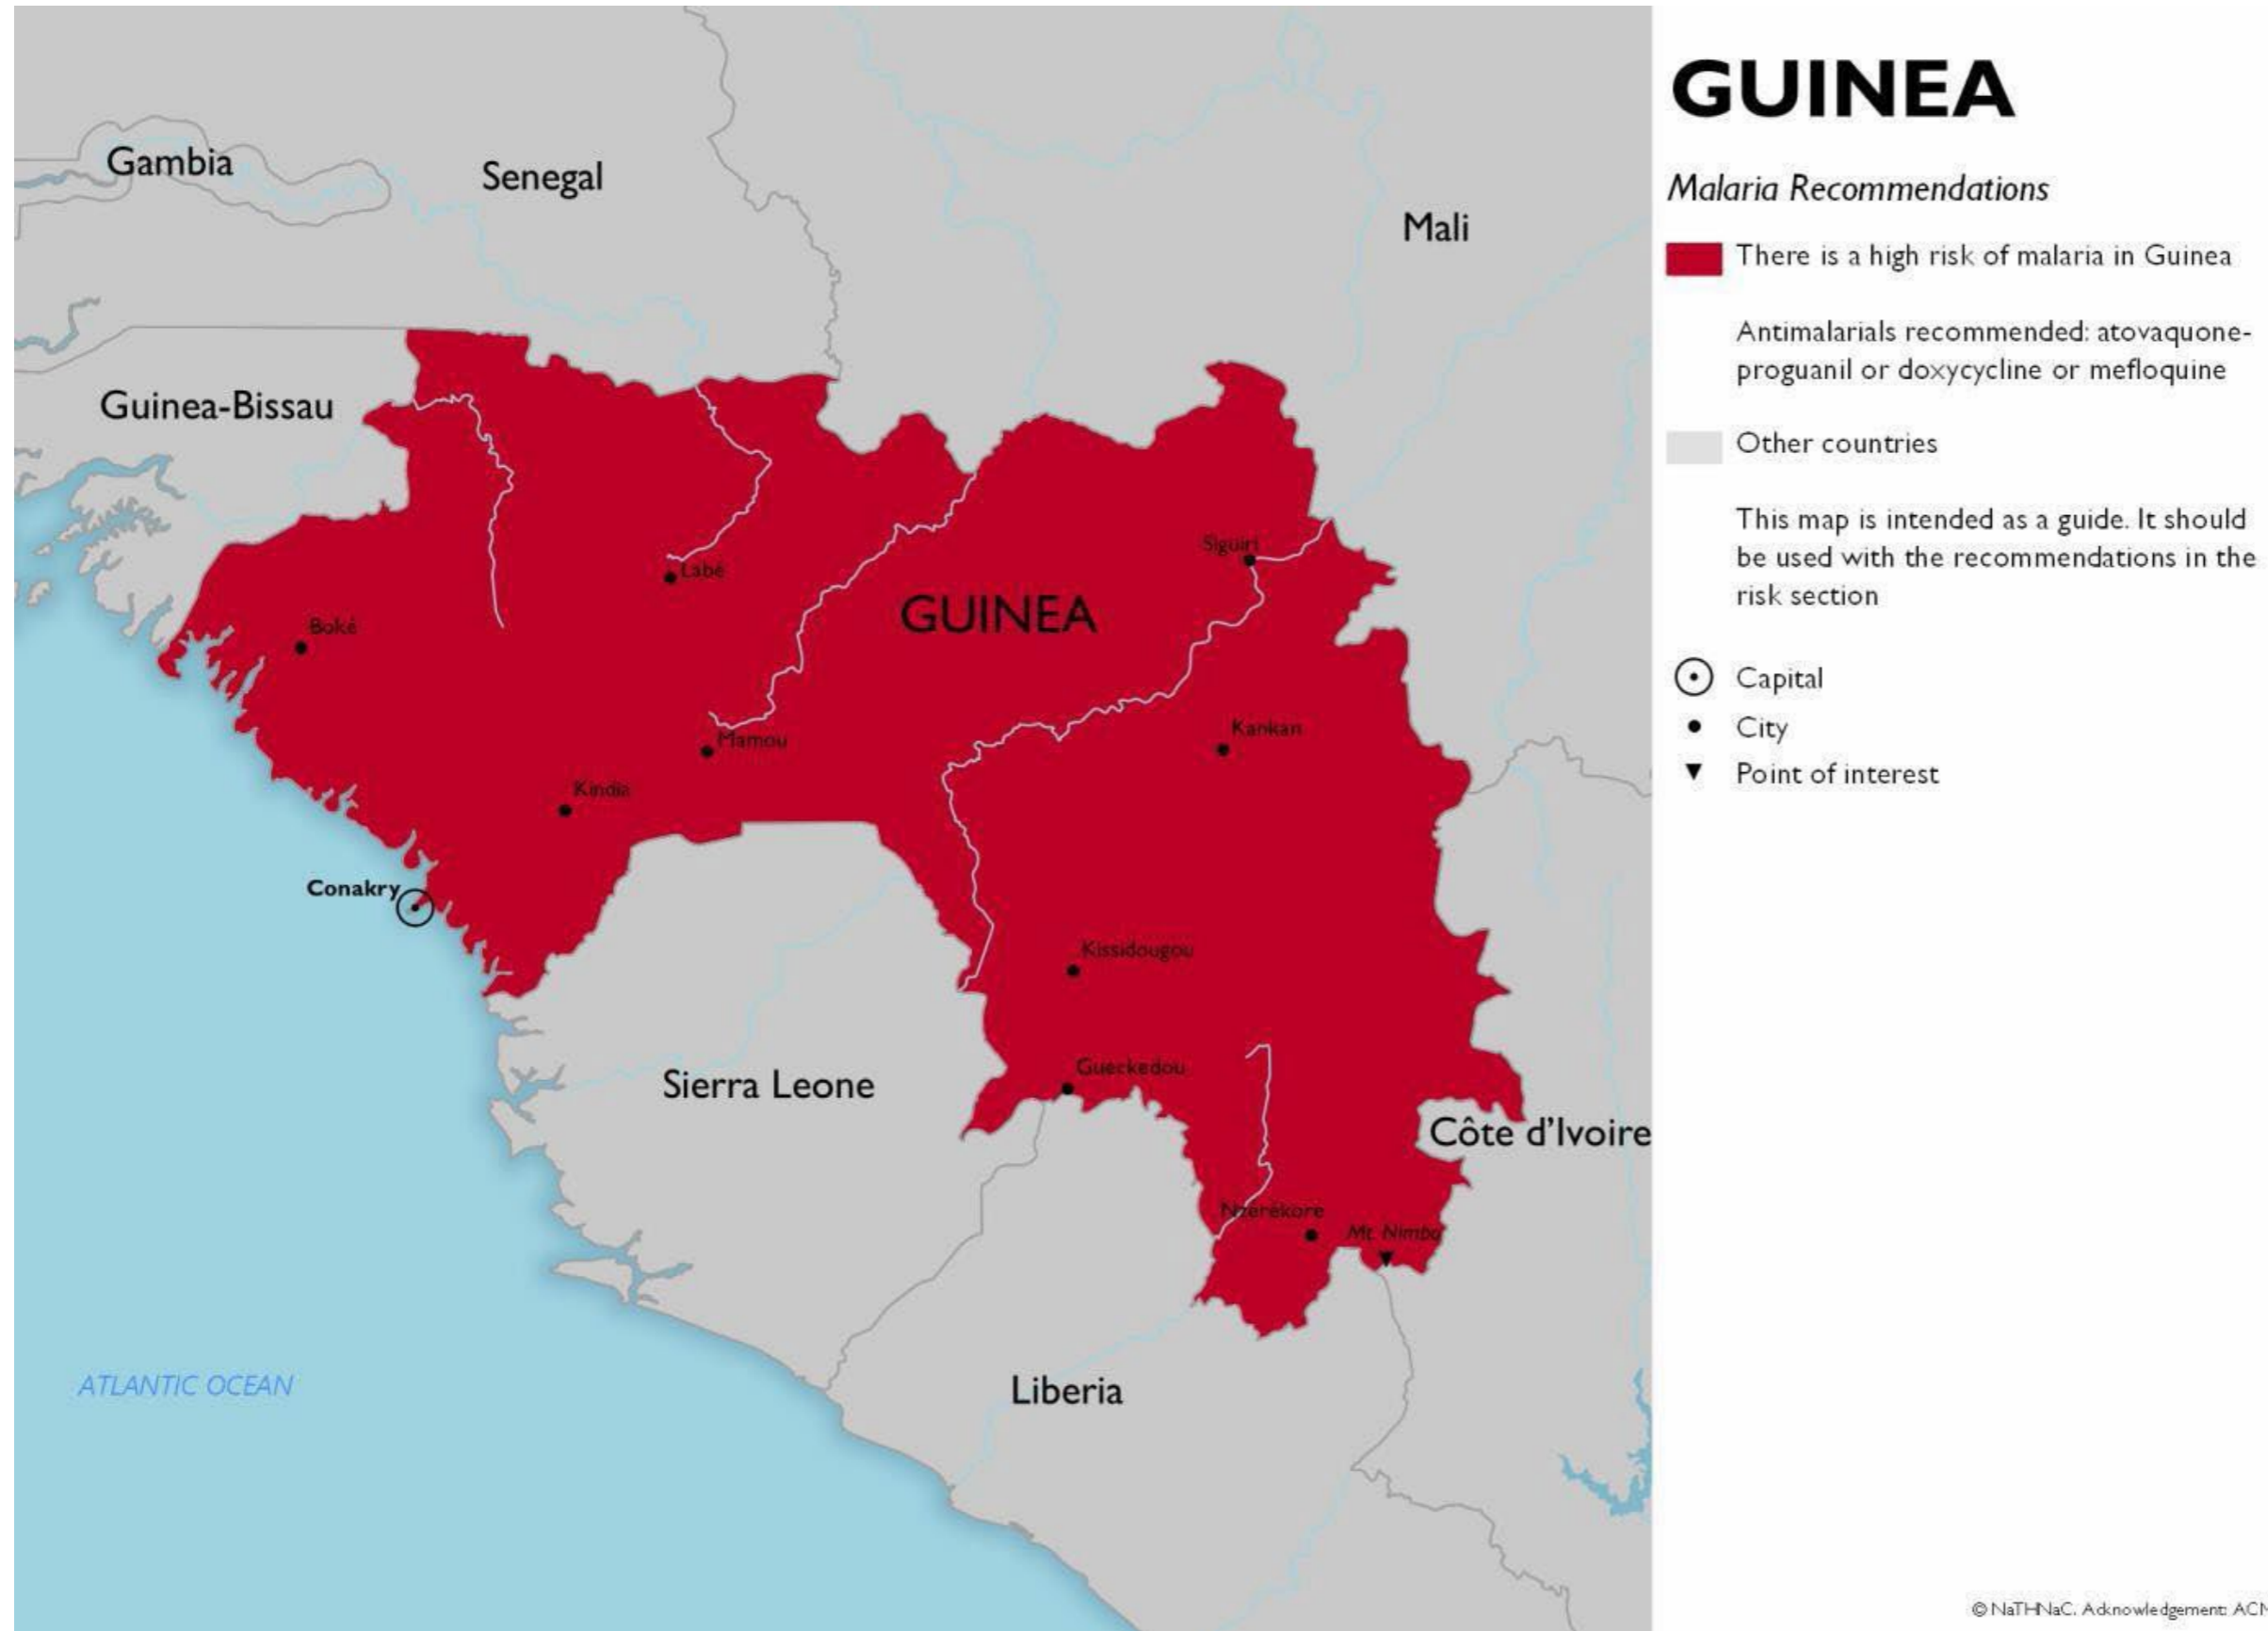 GUINEA
Malaria Recommendations
There is a high risk of malaria in Guinea
Antimalarials recommended: atovaquone-
proguanil or doxycycline or mefloquine
Other countries
This map is intended as a guide. It should
be used with the recommendations in the
risk section
Capital
City
Point of interest
Gambia
Senegal
Mali
Guinea-Bissau
Siguiri
Labé
GUINEA
Boké
Kankan
Mamou
Kindia
Conakry
Kissidougou
Gueckedou
Sierra Leone
Côte d'Ivoire
Nzérékore
Mt. Nimba
ATLANTIC OCEAN
Liberia
© NaTHNaC. Acknowledgement: ACM